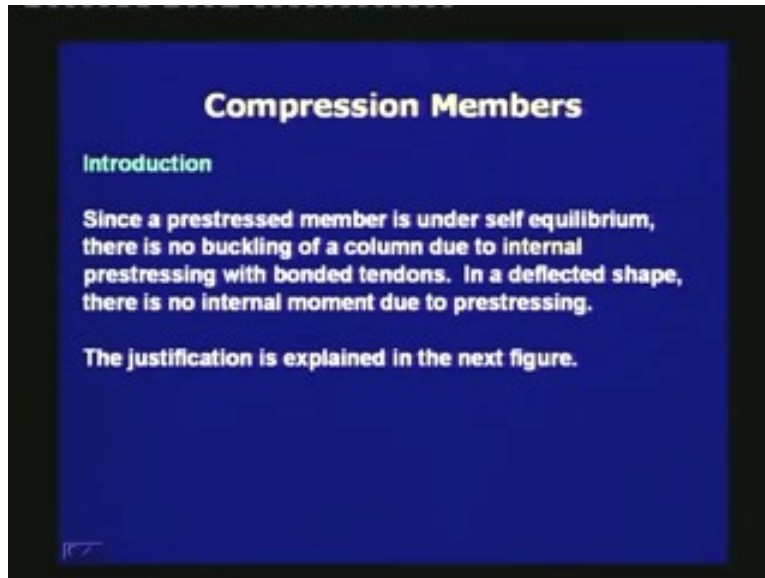 Compression Members
Introduction
Since a prestressed member is under self equilibrium,
there is no buckling of a column due to internal
prestressing with bonded tendons. In a deflected shape,
there is no internal moment due to prestressing.
The justification is explained in the next figure.